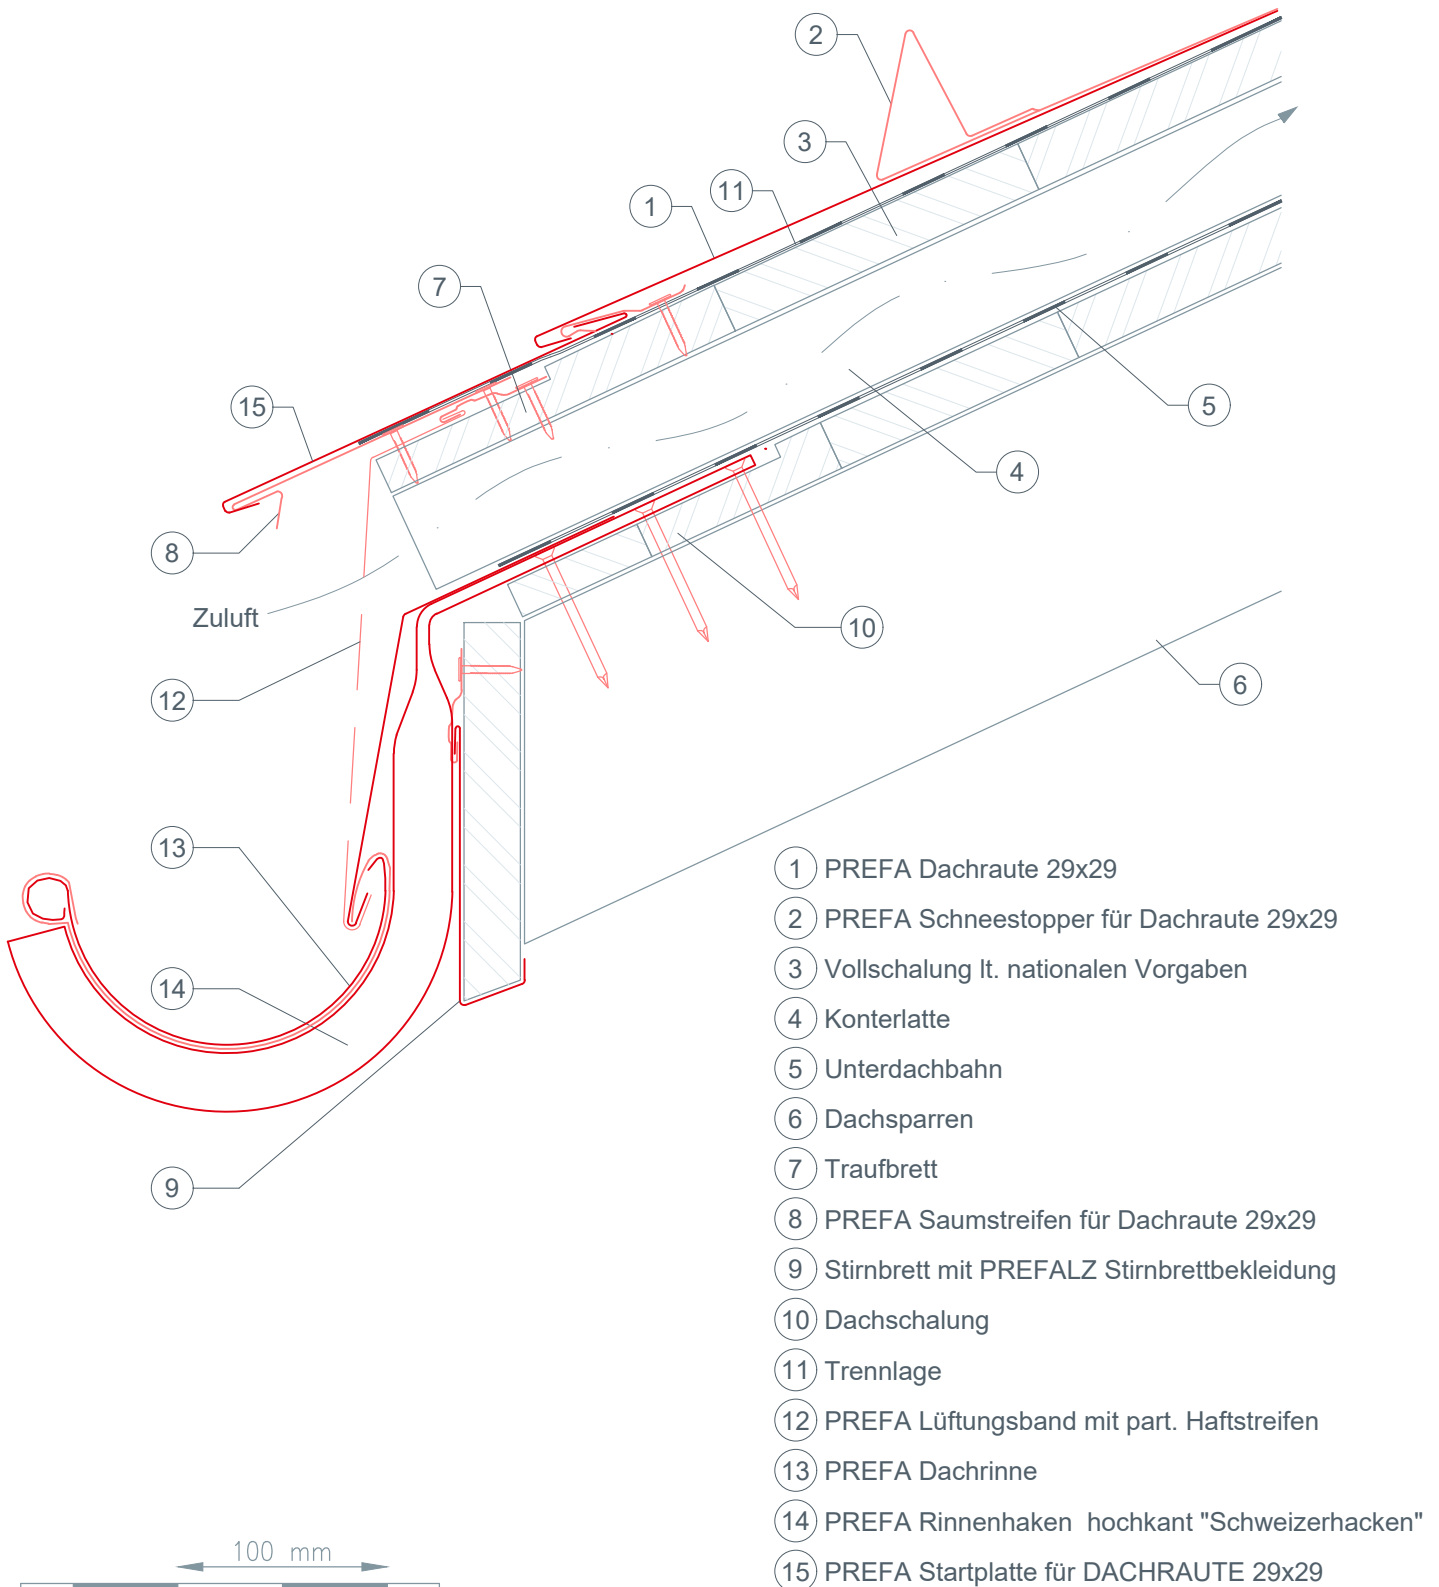 2
3
11
1
7
15
5
4
8
Zuluft
10
6
12
13
14
9
1 PREFA Dachraute 29x29
2 PREFA Schneestopper für Dachraute 29x29
3 Vollschalung lt. nationalen Vorgaben
4 Konterlatte
5 Unterdachbahn
6 Dachsparren
7 Traufbrett
8 PREFA Saumstreifen für Dachraute 29x29
9 Stirnbrett mit PREFALZ Stirnbrettbekleidung
10 Dachschalung
11 Trennlage
12 PREFA Lüftungsband mit part. Haftstreifen
13 PREFA Dachrinne
14 PREFA Rinnenhaken hochkant "Schweizerhacken"
15 PREFA Startplatte für DACHRAUTE 29x29
100 mm